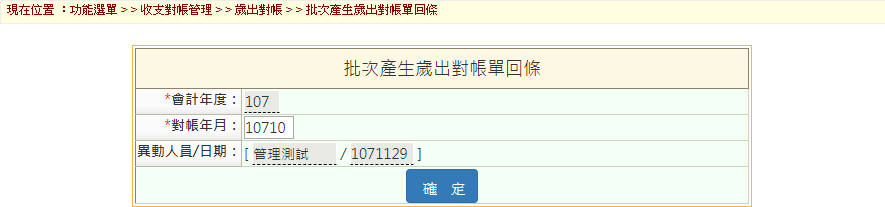 現在位置 ：功能選單 > > 收支對帳管理 > > 歲出對帳 > > 批次產生歲出對帳單回條
批次產生歲出對帳單回條
*會計年度： 107
*對帳年月： 10710
異動人員/日期： [ 管理測試 / 1071129 ]
確 定